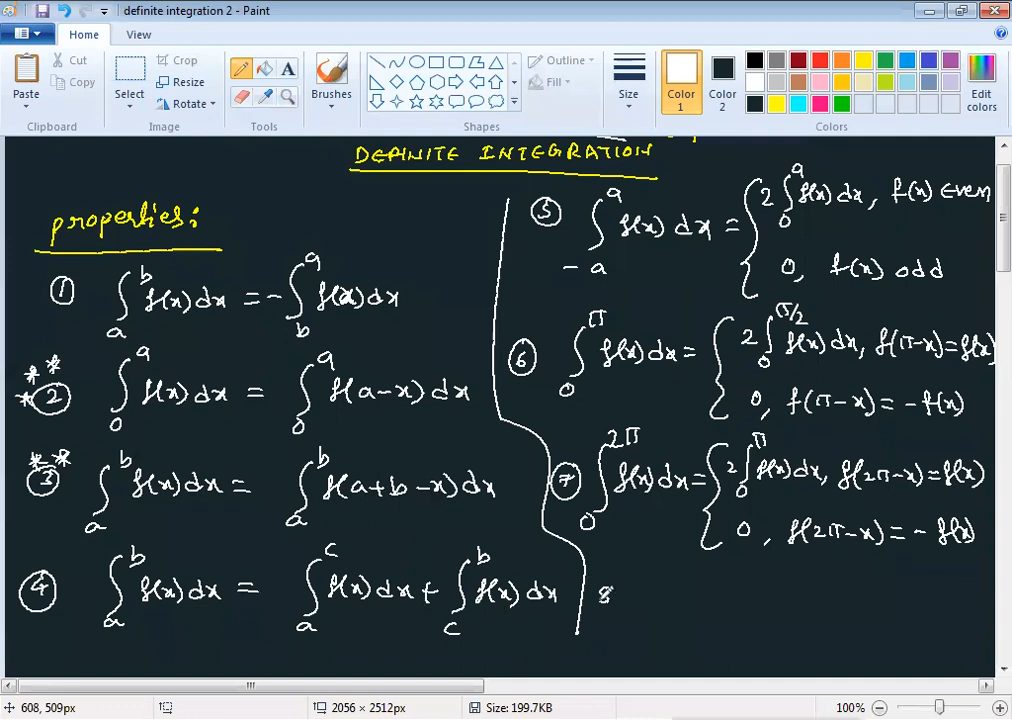 definite integration 2 - Paint
Home View
Paste
Cut
Copy
Clipboard
Select
Crop
Resize
Rotate
Image
Tools
Brushes
Shapes
Outline
Fill
Size
Color 1
Color 2
Edit colors
Colors
DEFINITE INTEGRATION
properties:
① ∫_a^b f(x) dx = - ∫_b^a f(x) dx
** * ② ∫_0^a f(x) dx = ∫_0^a f(a-x) dx
** ③ ∫_a^b f(x) dx = ∫_a^b f(a+b-x) dx
④ ∫_a^b f(x) dx = ∫_a^c f(x) dx + ∫_c^b f(x) dx
⑤ ∫_{-a}^a f(x) dx = { 2 ∫_0^a f(x) dx, f(x) even
0, f(x) odd
⑥ ∫_0^π f(x) dx = { 2 ∫_0^{π/2} f(x) dx, f(π-x) = f(x)
0, f(π-x) = -f(x)
⑦ ∫_0^{2π} f(x) dx = { 2 ∫_0^π f(x) dx, f(2π-x) = f(x)
0, f(2π-x) = - f(x)
8
608, 509px
2056 × 2512px
Size: 199.7KB
100%